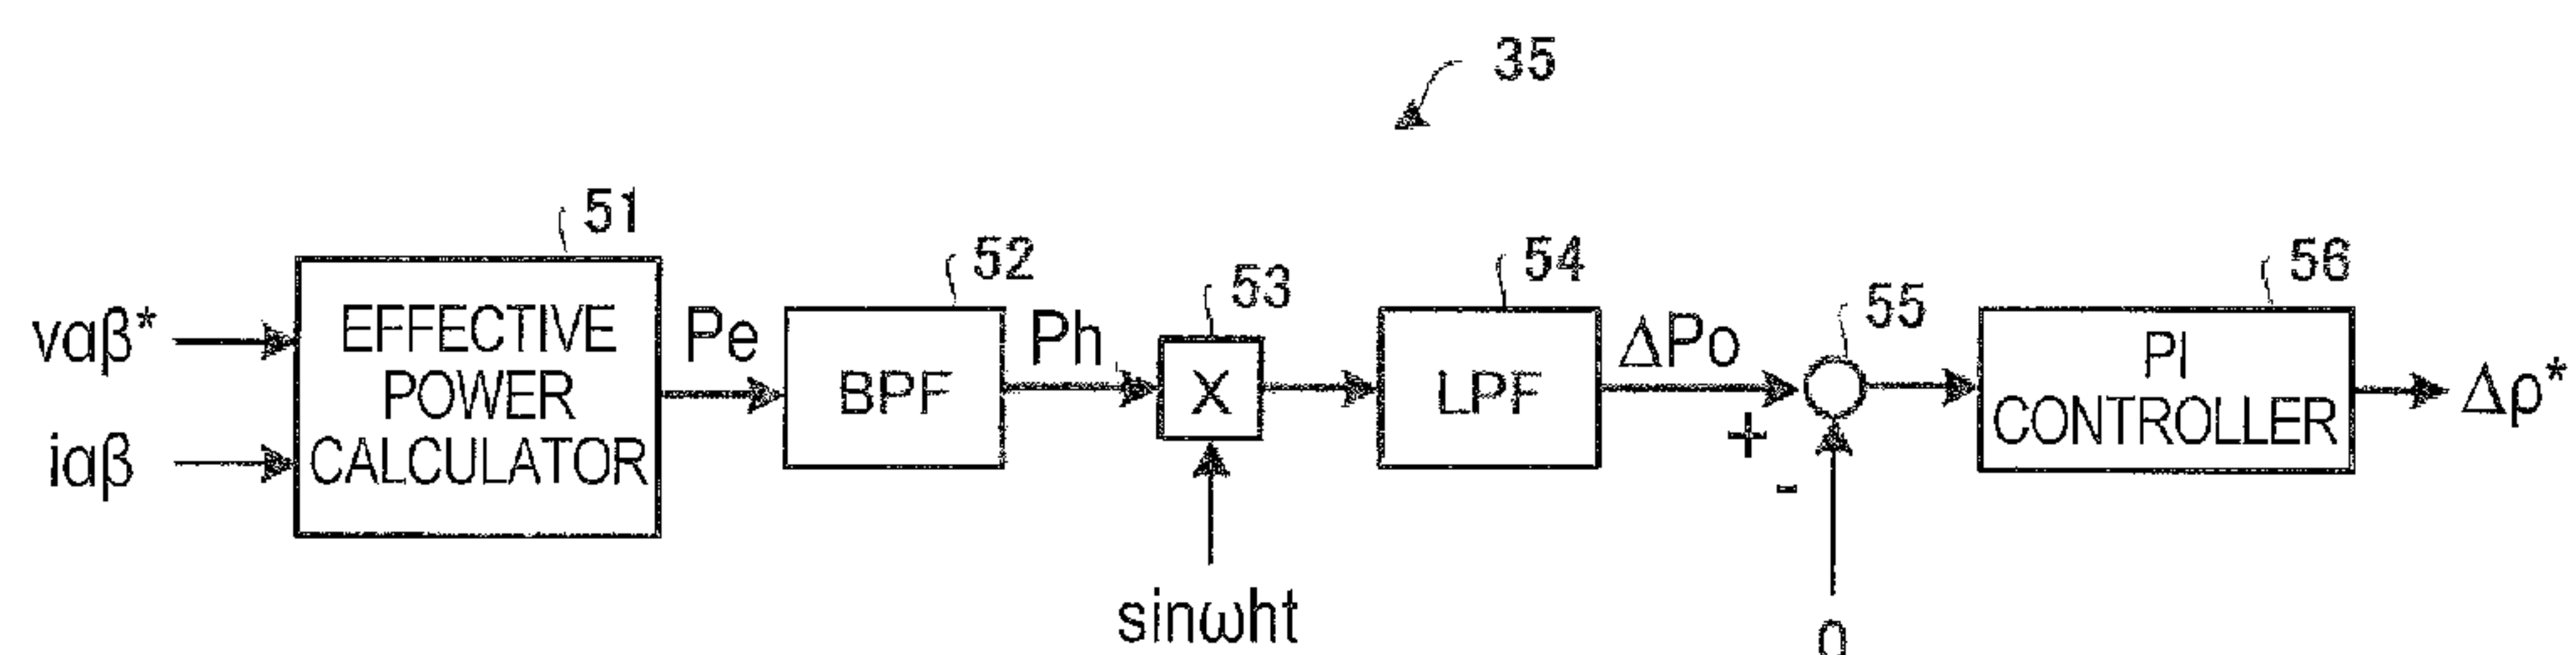 35
51
52
53
54
55
56
vαβ*
iαβ
EFFECTIVE
POWER
CALCULATOR
Pe
BPF
Ph
X
sinωht
LPF
ΔPo
+
-
0
PI
CONTROLLER
Δρ*